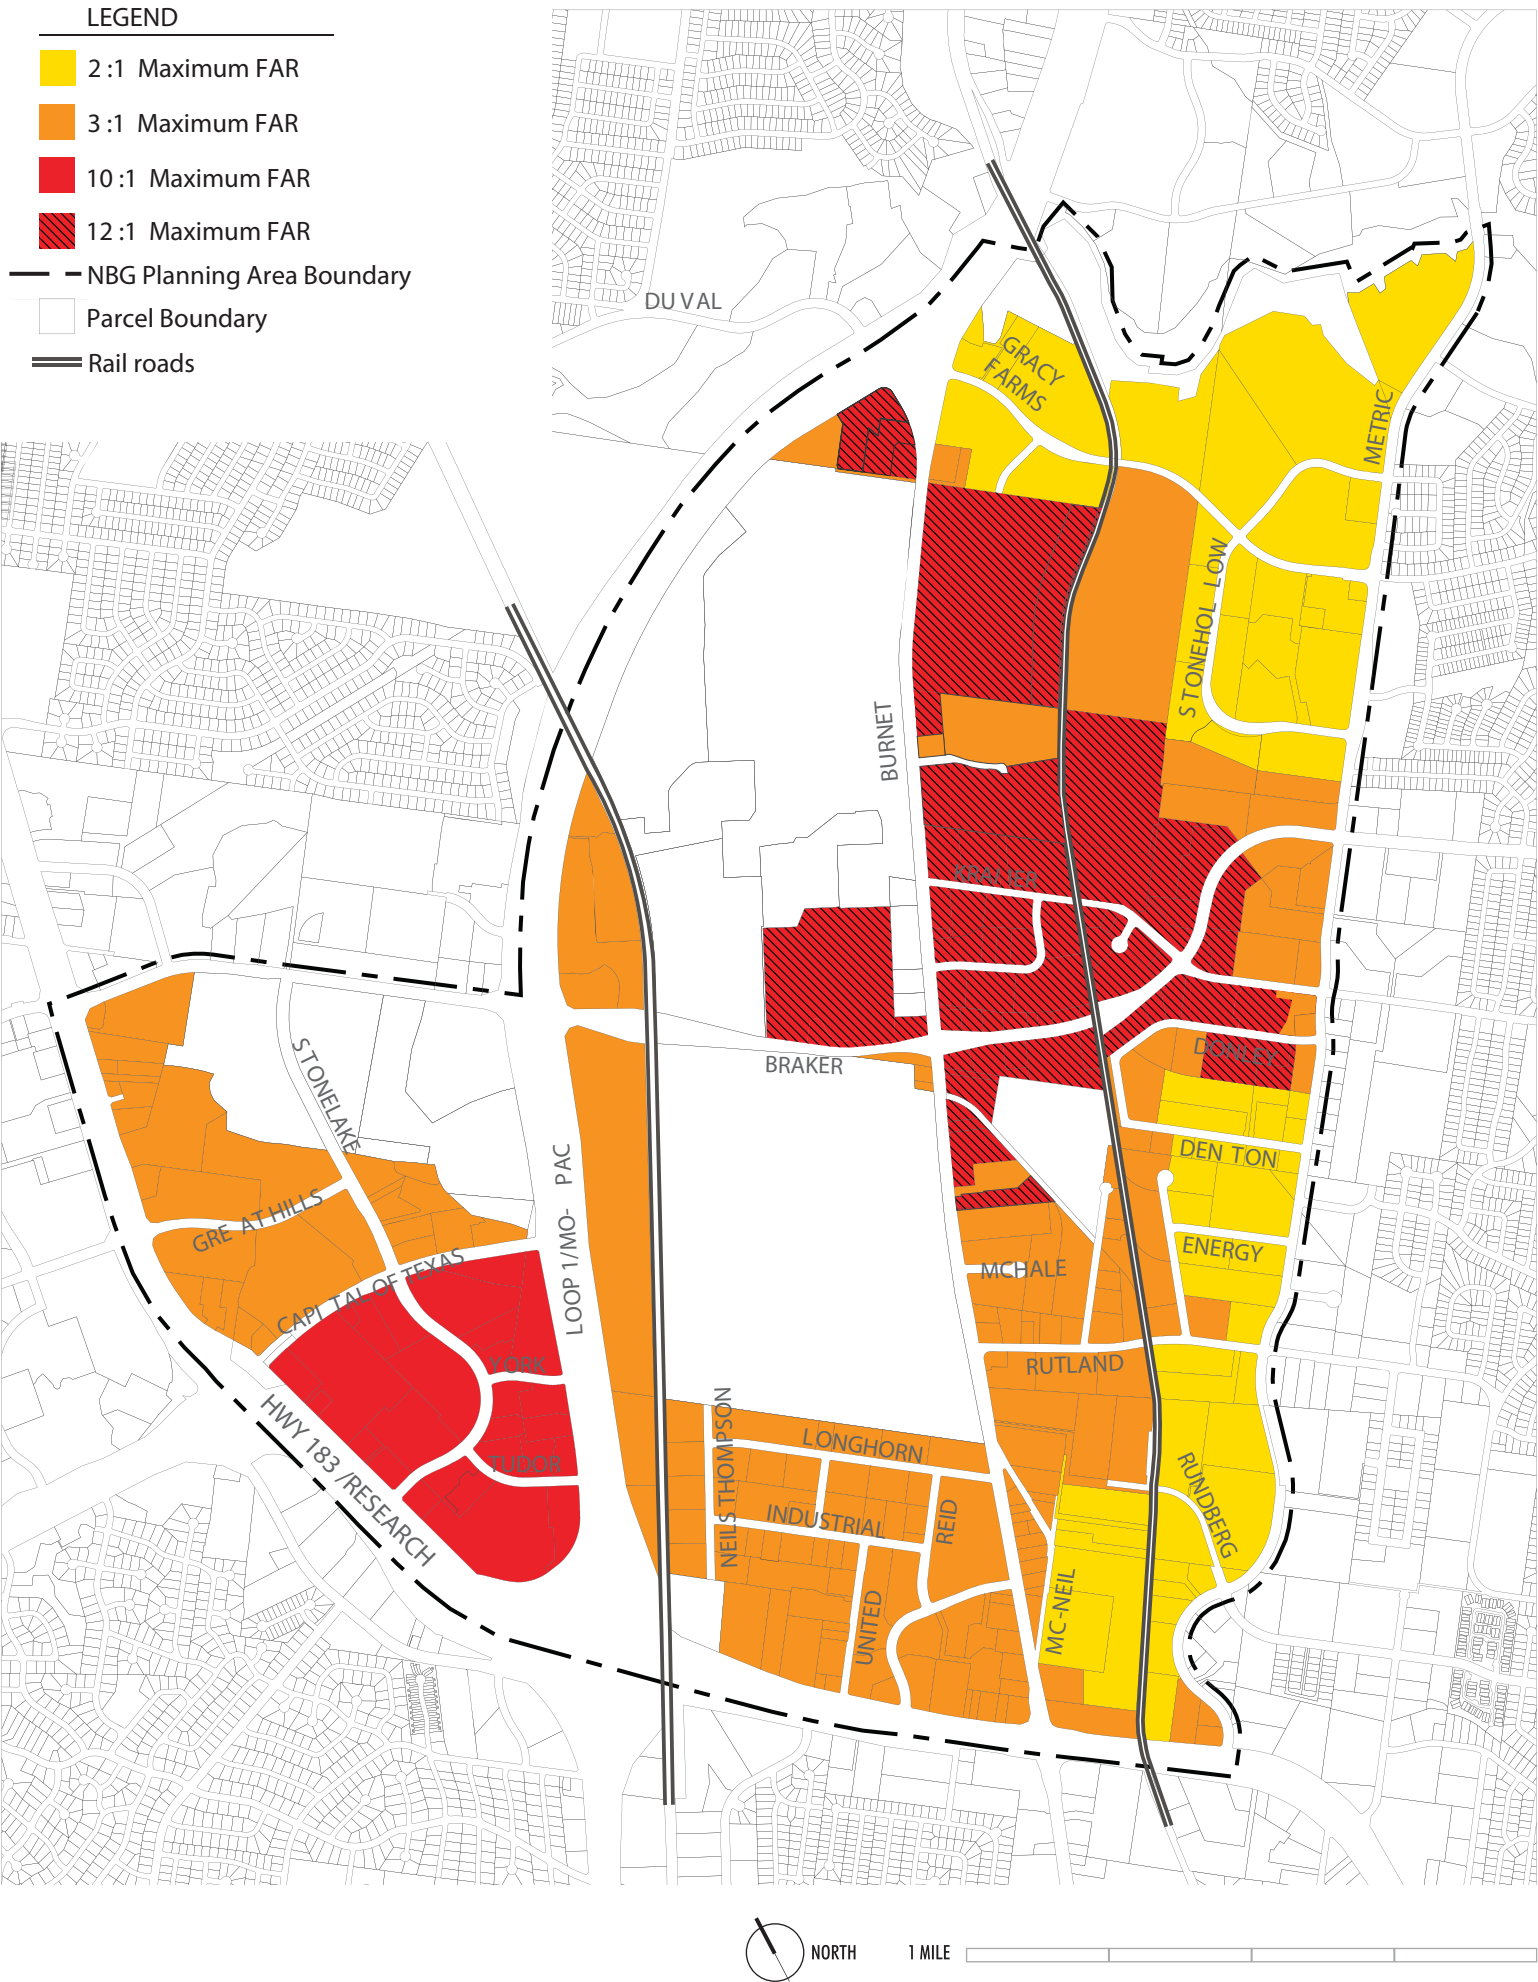 LEGEND
2 :1 Maximum FAR
3 :1 Maximum FAR
10 :1 Maximum FAR
12 :1 Maximum FAR
NBG Planning Area Boundary
Parcel Boundary
Rail roads
DU VAL
GRACY
FARMS
METRIC
S TONEHOL LOW
BURNET
KRAMER
BRAKER
DONLEY
STONELAKE
DEN TON
LOOP 1/MO- PAC
GRE AT HILLS
ENERGY
CAPI TAL OF TEXAS
MCHALE
YORK
RUTLAND
HWY 183 /RESEARCH
NEILS THOMPSON
LONGHORN
TUDOR
RUNDBERG
INDUSTRIAL
REID
UNITED
MC-NEIL
NORTH
1 MILE